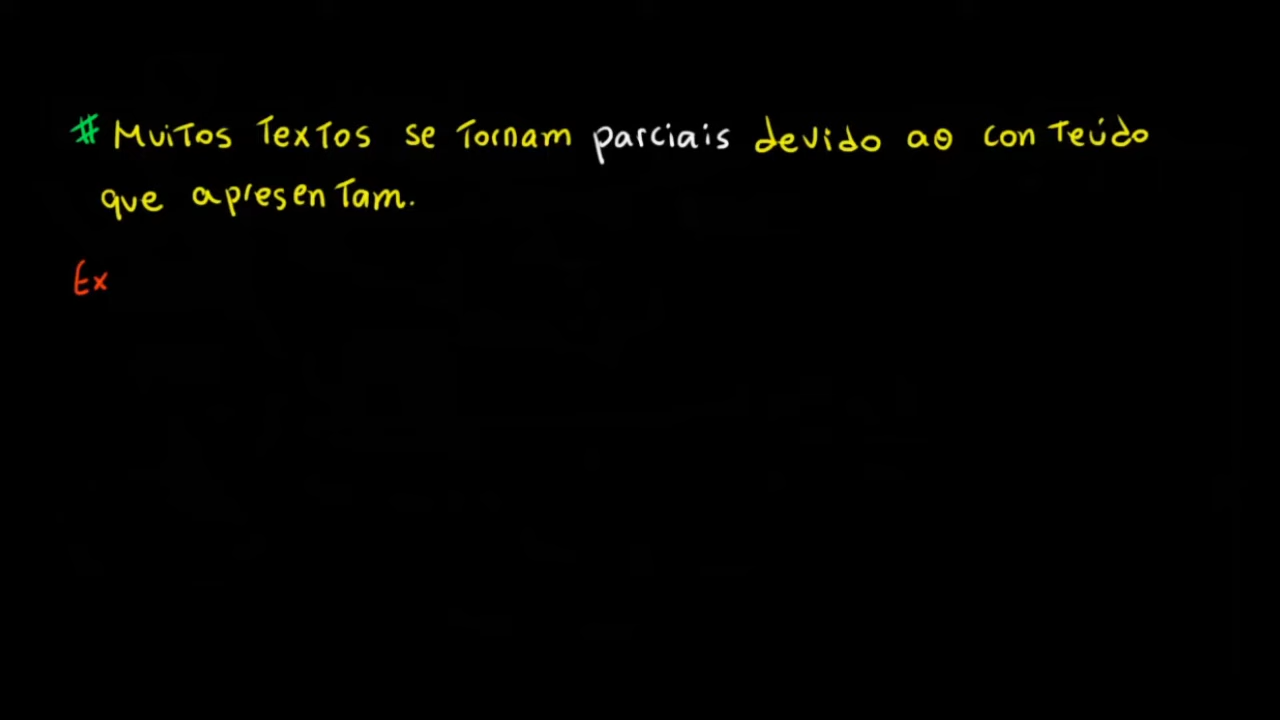 # Muitos Textos se Tornam parciais devido ao conteúdo
que apresentam.
Ex